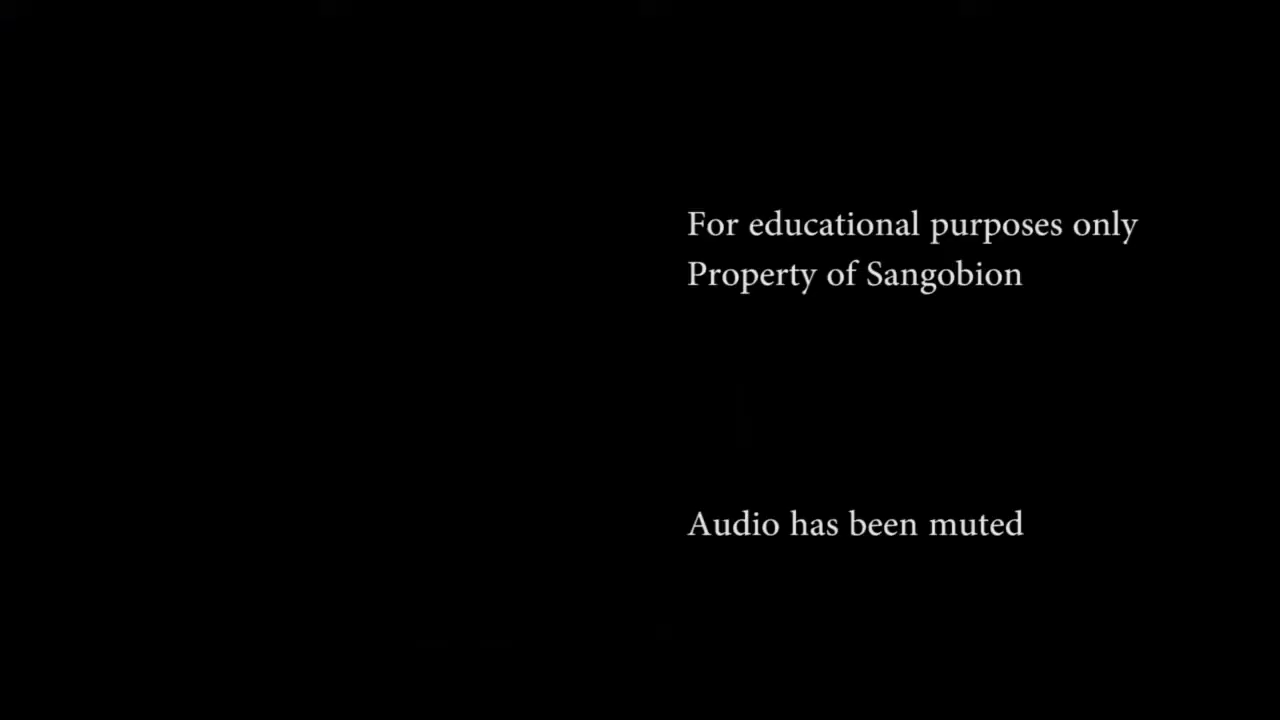 For educational purposes only
Property of Sangobion
Audio has been muted